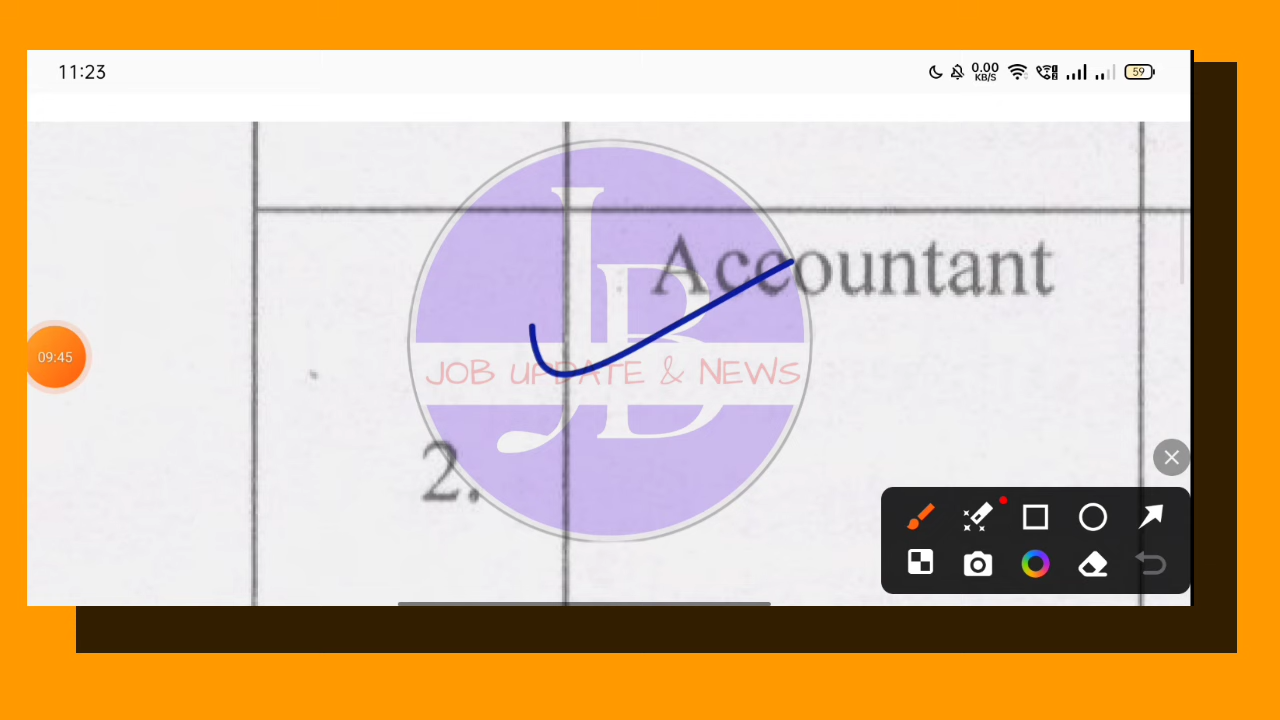 11:23
0.00
KB/S
59
Accountant
09:45
JOB UPDATE & NEWS
2.
JB